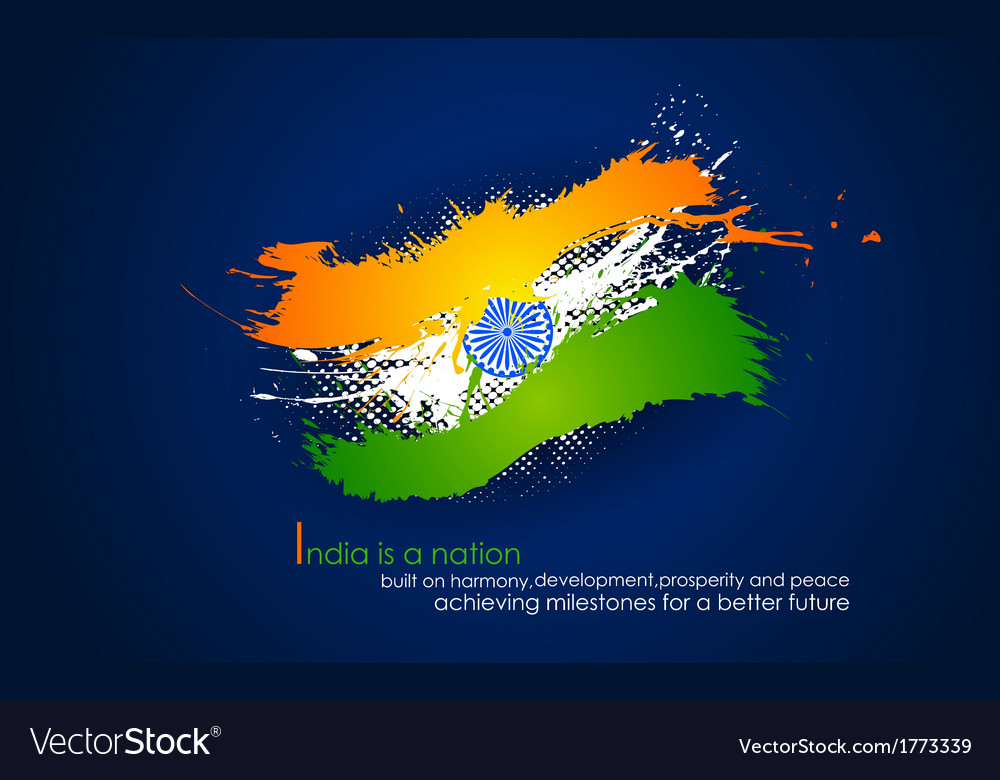 India is a nation
built on harmony,development,prosperity and peace
achieving milestones for a better future
VectorStock®
VectorStock.com/1773339